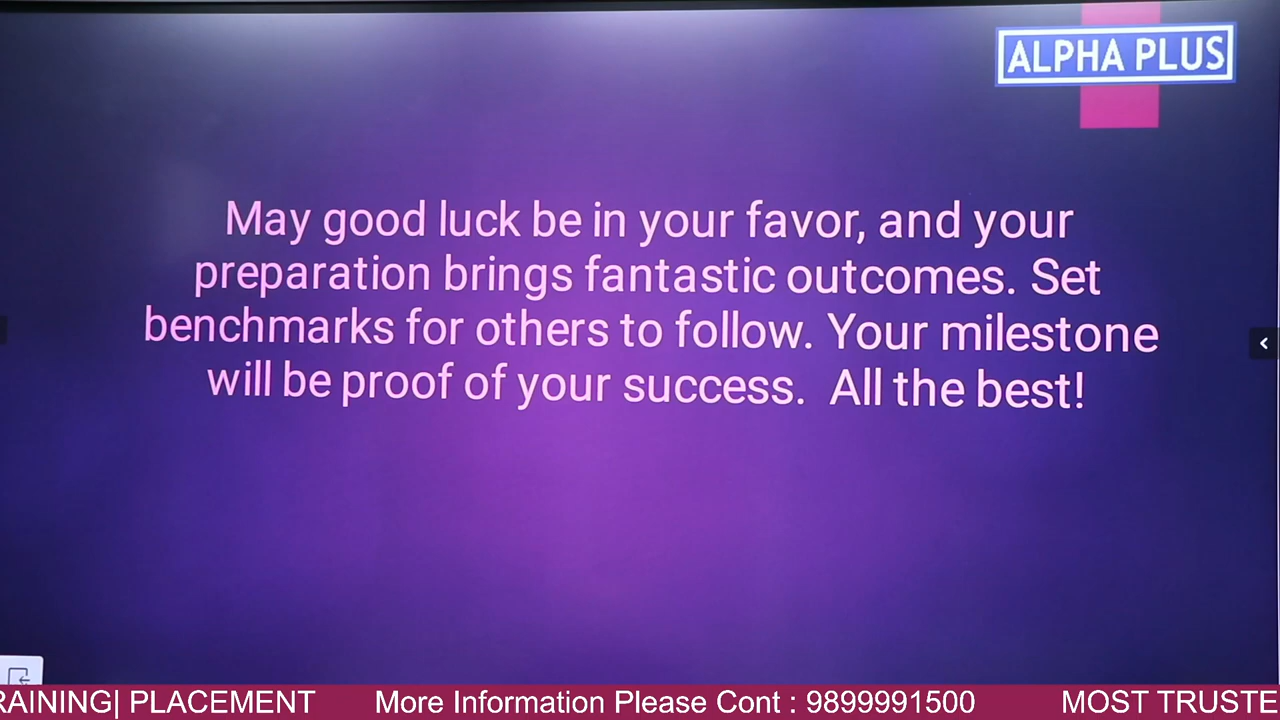 ALPHA PLUS
May good luck be in your favor, and your
preparation brings fantastic outcomes. Set
benchmarks for others to follow. Your milestone
will be proof of your success. All the best!
RAINING| PLACEMENT More Information Please Cont : 9899991500 MOST TRUSTE